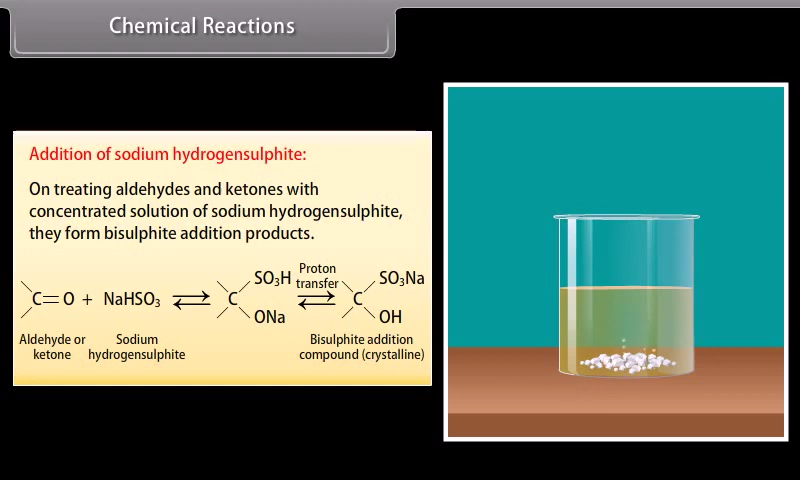 Chemical Reactions
Addition of sodium hydrogensulphite:
On treating aldehydes and ketones with
concentrated solution of sodium hydrogensulphite,
they form bisulphite addition products.
C=O + NaHSO₃ ⇌ C SO₃H ONa Proton transfer ⇌ C SO₃Na OH
Aldehyde or ketone
Sodium hydrogensulphite
Bisulphite addition
compound (crystalline)